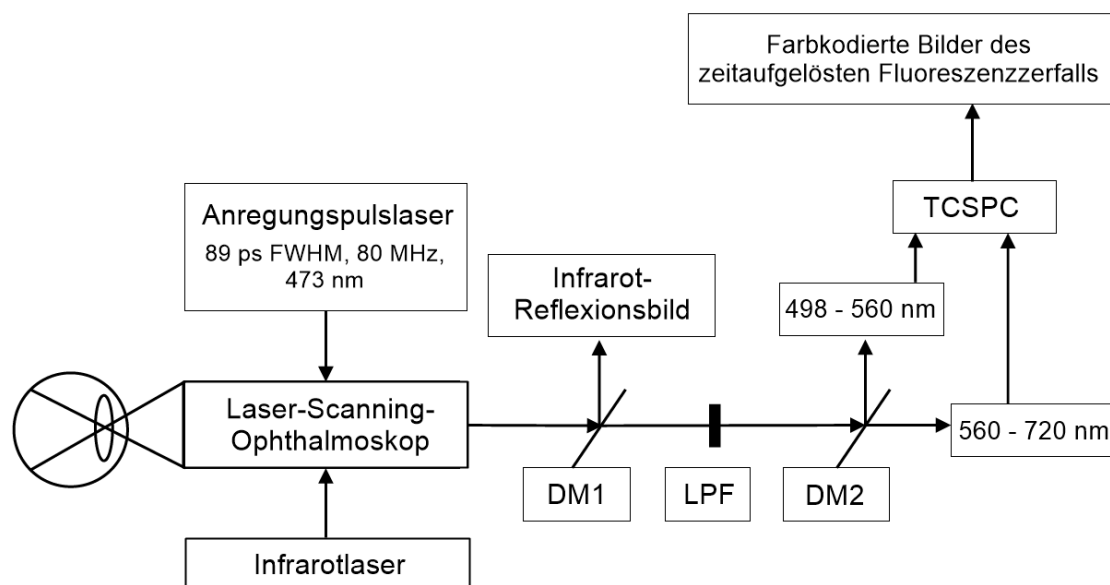 Farbkodierte Bilder des
zeitaufgelösten Fluoreszenzzerfalls
TCSPC
Anregungspulslaser
89 ps FWHM, 80 MHz,
473 nm
Infrarot-
Reflexionsbild
498 - 560 nm
Laser-Scanning-
Ophthalmoskop
560 - 720 nm
DM1
LPF
DM2
Infrarotlaser